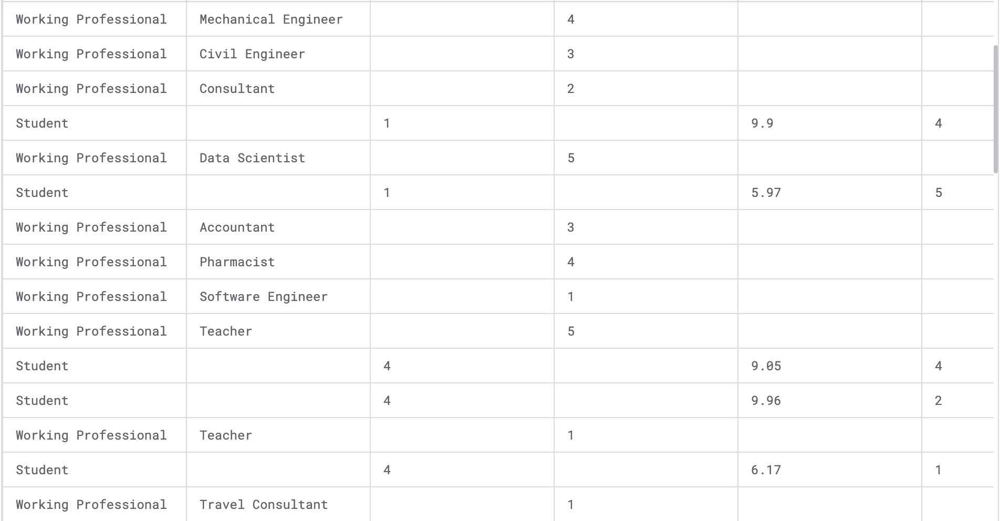 Working Professional Mechanical Engineer 4
Working Professional Civil Engineer 3
Working Professional Consultant 2
Student 1 9.9 4
Working Professional Data Scientist 5
Student 1 5.97 5
Working Professional Accountant 3
Working Professional Pharmacist 4
Working Professional Software Engineer 1
Working Professional Teacher 5
Student 4 9.05 4
Student 4 9.96 2
Working Professional Teacher 1
Student 4 6.17 1
Working Professional Travel Consultant 1